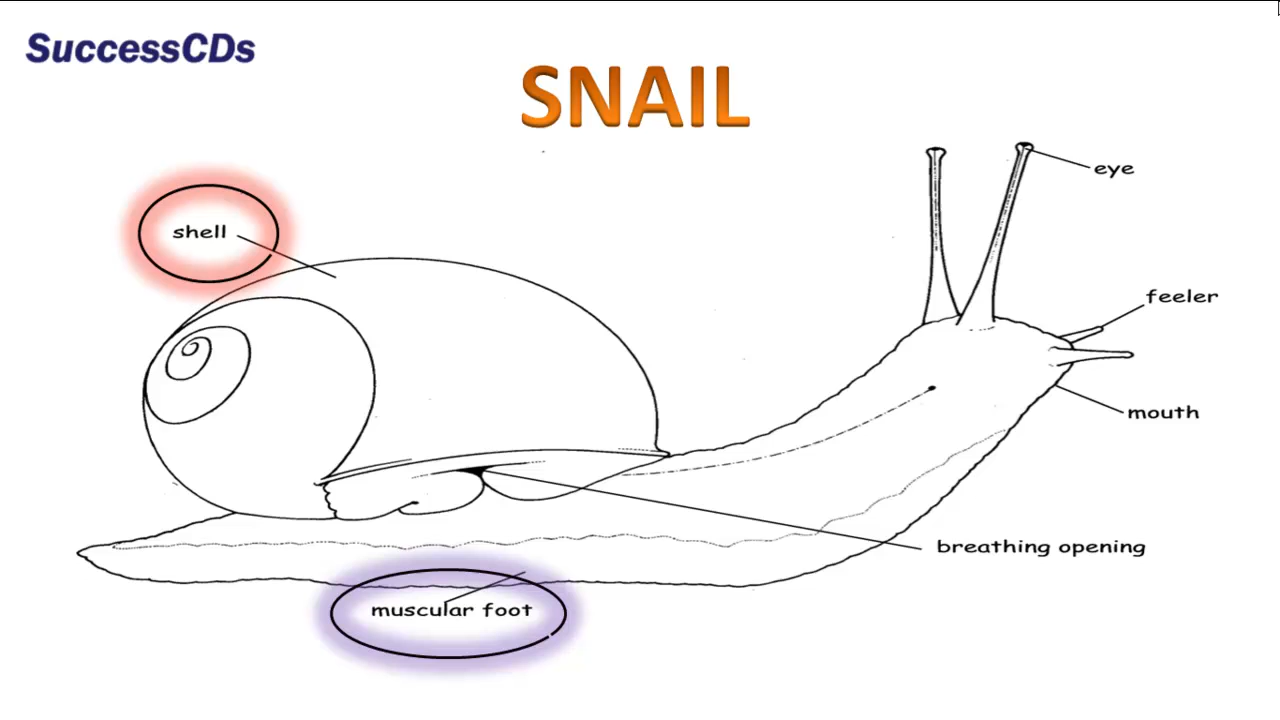 SuccessCDs
SNAIL
eye
shell
feeler
mouth
breathing opening
muscular foot